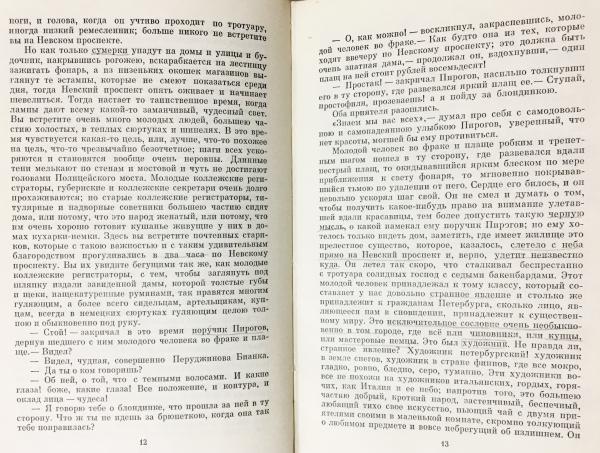 ноги, и голова, когда он учтиво проходит по тротуару,
иногда низкий ремесленник; больше никого не встретите
вы на Невском проспекте.
Но как только сумерки упадут на домы и улицы и бу-
дочник, накрывшись рогожею, вскарабкается на лестницу
зажигать фонарь, а из низеньких окошек магазинов вы-
глянут те эстампы, которые не смеют показаться среди
дня, тогда Невский проспект опять оживает и начинает
шевелиться. Тогда настает то таинственное время, когда
лампы дают всему какой-то заманчивый, чудесный свет.
Вы встретите очень много молодых людей, большею ча-
стию холостых, в теплых сюртуках и шинелях. В это вре-
мя чувствуется какая-то цель, или, лучше, что-то похожее
на цель, что-то чрезвычайно безотчетное; шаги всех уско-
ряются и становятся вообще очень неровны. Длинные
тени мелькают по стенам и мостовой и чуть не достигают
головами Полицейского моста. Молодые коллежские ре-
гистраторы, губернские и коллежские секретари очень долго
прохаживаются; но старые коллежские регистраторы, ти-
тулярные и надворные советники большею частию сидят
дома, или потому, что это народ женатый, или потому, что
им очень хорошо готовят кушанье живущие у них в до-
мах кухарки-немки. Здесь вы встретите почтенных стари-
ков, которые с такою важностью и с таким удивительным
благородством прогуливались в два часа по Невскому
проспекту. Вы их увидите бегущими так же, как молодые
коллежские регистраторы, с тем, чтобы заглянуть под
шляпку издали завиденной дамы, которой толстые губы
и щеки, нащекатуренные румянами, так нравятся многим
гуляющим, а более всего сидельцам, артельщикам, куп-
цам, всегда в немецких сюртуках гуляющим целою тол-
пою и обыкновенно под руку.
— Стой! — закричал в это время поручик Пирогов,
дернув шедшего с ним молодого человека во фраке и пла-
ще.— Видел?
— Видел, чудная, совершенно Перуджинова Бианка.
— Да ты о ком говоришь?
— Об ней, о той, что с темными волосами. И какие
глаза! боже, какие глаза! Все положение, и контура, и
оклад лица — чудеса!
— Я говорю тебе о блондинке, что прошла за ней в ту
сторону. Что ж ты не идешь за брюнеткою, когда она так
тебе понравилась?
12
— О, как можно! — воскликнул, закрасневшись, моло-
дой человек во фраке.— Как будто она из тех, которые
ходят ввечеру по Невскому проспекту; это должна быть
очень знатная дама,— продолжал он, вздохнувши,— один
плащ на ней стоит рублей восемьдесят!
— Простак! — закричал Пирогов, насильно толкнувши
его в ту сторону, где развевался яркий плащ ее.— Ступай,
простофиля, прозеваешь! а я пойду за блондинкою.
Оба приятеля разошлись.
«Знаем мы вас всех»,— думал про себя с самодоволь-
ною и самонадеянною улыбкою Пирогов, уверенный, что
нет красоты, могшей бы ему противиться.
Молодой человек во фраке и плаще робким и трепет-
ным шагом пошел в ту сторону, где развевался вдали
пестрый плащ, то окидывавшийся ярким блеском по мере
приближения к свету фонаря, то мгновенно покрывав-
шийся тьмою по удалении от него. Сердце его билось, и он
невольно ускорял шаг свой. Он не смел и думать о том,
чтобы получить какое-нибудь право на внимание улетав-
шей вдали красавицы, тем более допустить такую черную
мысль, о какой намекал ему поручик Пирогов; но ему хо-
телось только видеть дом, заметить, где имеет жилище это
прелестное существо, которое, казалось, слетело с неба
прямо на Невский проспект и, верно, улетит неизвестно
куда. Он летел так скоро, что сталкивал беспрестанно
с тротуара солидных господ с седыми бакенбардами. Этот
молодой человек принадлежал к тому классу, который со-
ставляет у нас довольно странное явление и столько же
принадлежит к гражданам Петербурга, сколько лицо, явля-
ющееся нам в сновидении, принадлежит к существен-
ному миру. Это исключительное сословие очень необыкно-
венно в том городе, где всё или чиновники, или купцы,
или мастеровые немцы. Это был художник. Не правда ли,
странное явление? Художник петербургский! художник
в земле снегов, художник в стране финнов, где все мокро,
гладко, ровно, бледно, серо, туманно. Эти художники во-
все не похожи на художников итальянских, гордых, горя-
чих, как Италия и ее небо; напротив того, это большею
частью добрый, кроткий народ, застенчивый, беспечный,
любящий тихо свое искусство, пьющий чай с двумя при-
ятелями своими в маленькой комнате, скромно толкующий
о любимом предмете и вовсе небрегущий об излишнем. Он
13